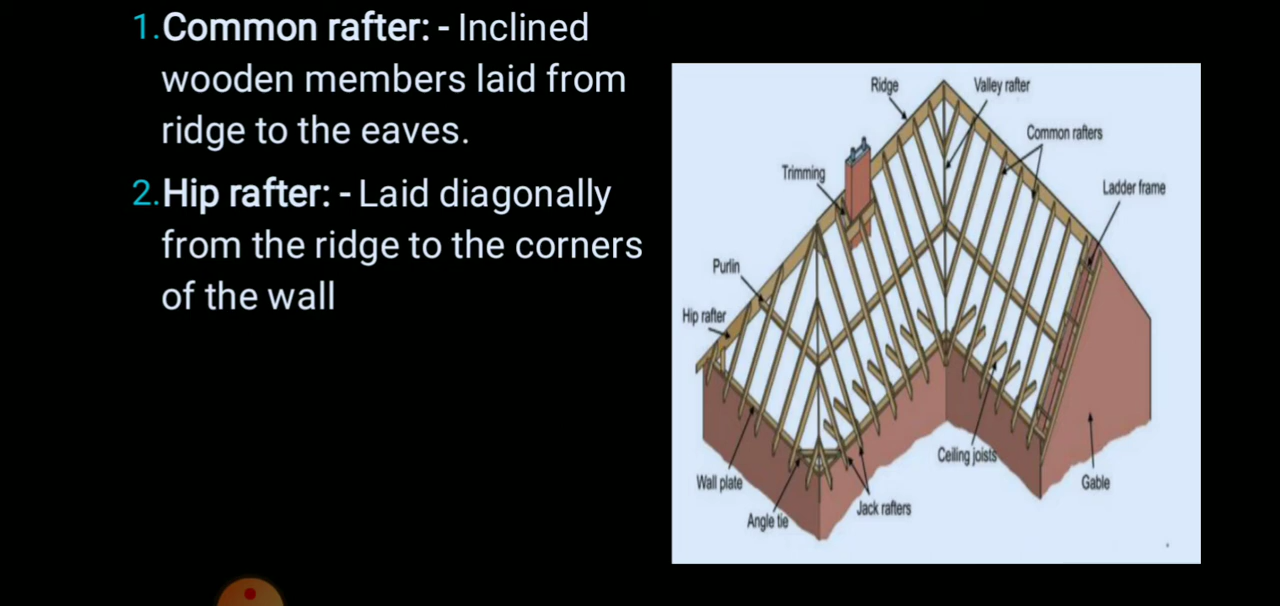 1.Common rafter: - Inclined
wooden members laid from
ridge to the eaves.
2.Hip rafter: - Laid diagonally
from the ridge to the corners
of the wall
Ridge
Valley rafter
Common rafters
Trimming
Ladder frame
Purlin
Hip rafter
Ceiling joists
Wall plate
Gable
Jack rafters
Angle tie